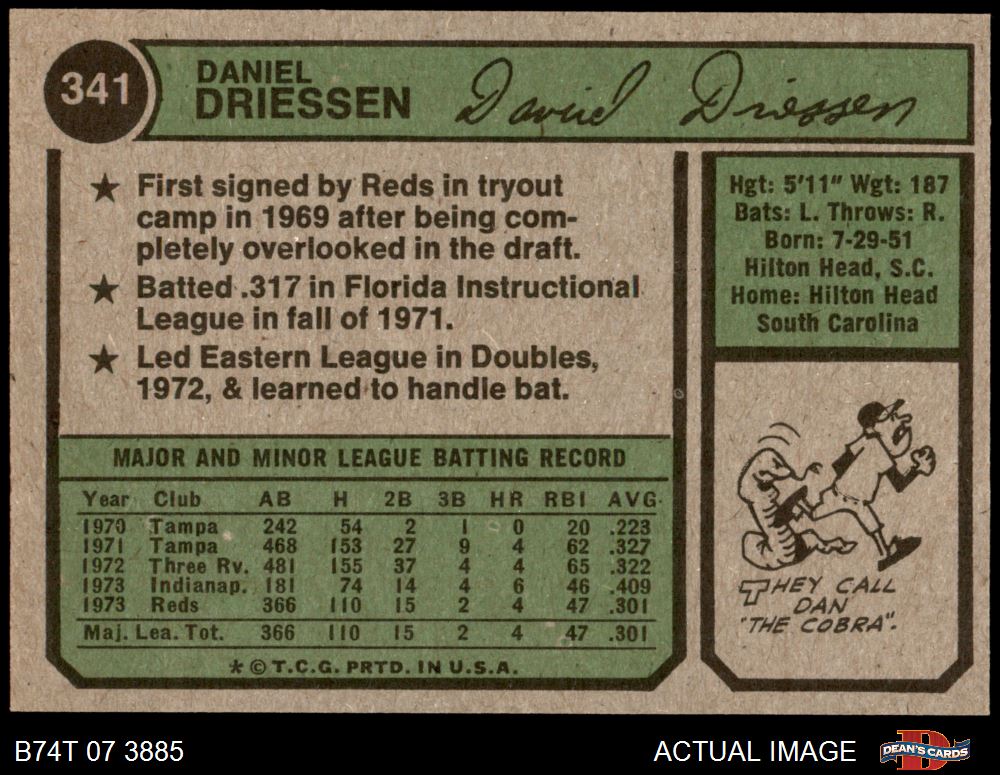 341
DANIEL
DRIESSEN
Daniel Driessen
★ First signed by Reds in tryout
camp in 1969 after being com-
pletely overlooked in the draft.
★ Batted .317 in Florida Instructional
League in fall of 1971.
★ Led Eastern League in Doubles,
1972, & learned to handle bat.
Hgt: 5'11" Wgt: 187
Bats: L. Throws: R.
Born: 7-29-51
Hilton Head, S.C.
Home: Hilton Head
South Carolina
MAJOR AND MINOR LEAGUE BATTING RECORD
Year Club AB H 2B 3B HR RBI AVG.
1970 Tampa 242 54 2 1 0 20 .223
1971 Tampa 468 153 27 9 4 62 .327
1972 Three Rv. 481 155 37 4 4 65 .322
1973 Indianap. 181 74 14 4 6 46 .409
1973 Reds 366 110 15 2 4 47 .301
Maj. Lea. Tot. 366 110 15 2 4 47 .301
* © T.C.G. PRTD. IN U.S.A.
THEY CALL
DAN
"THE COBRA".
B74T 07 3885
ACTUAL IMAGE
DEAN'S CARDS